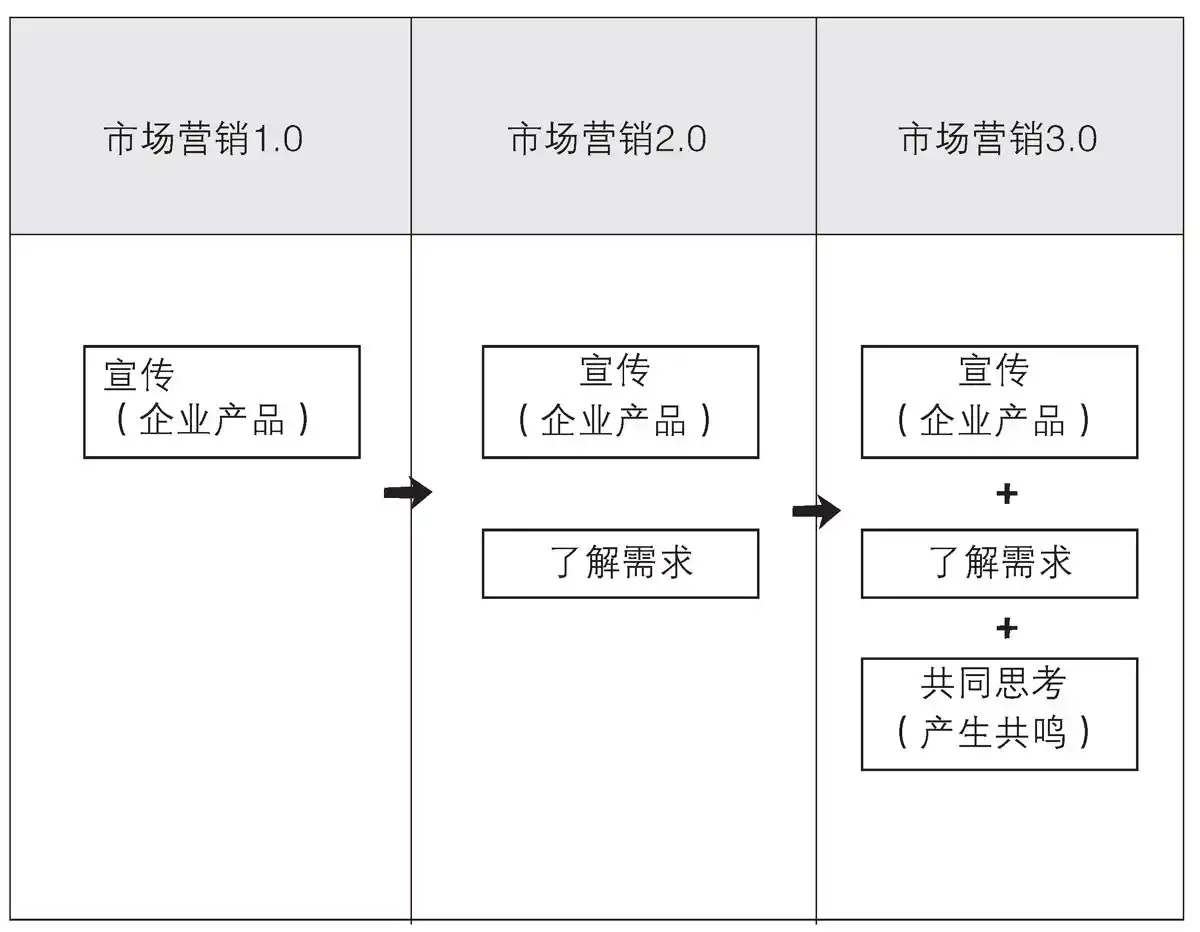 市场营销1.0
市场营销2.0
市场营销3.0
宣传
（企业产品）
宣传
（企业产品）
了解需求
宣传
（企业产品）
+
了解需求
+
共同思考
（产生共鸣）